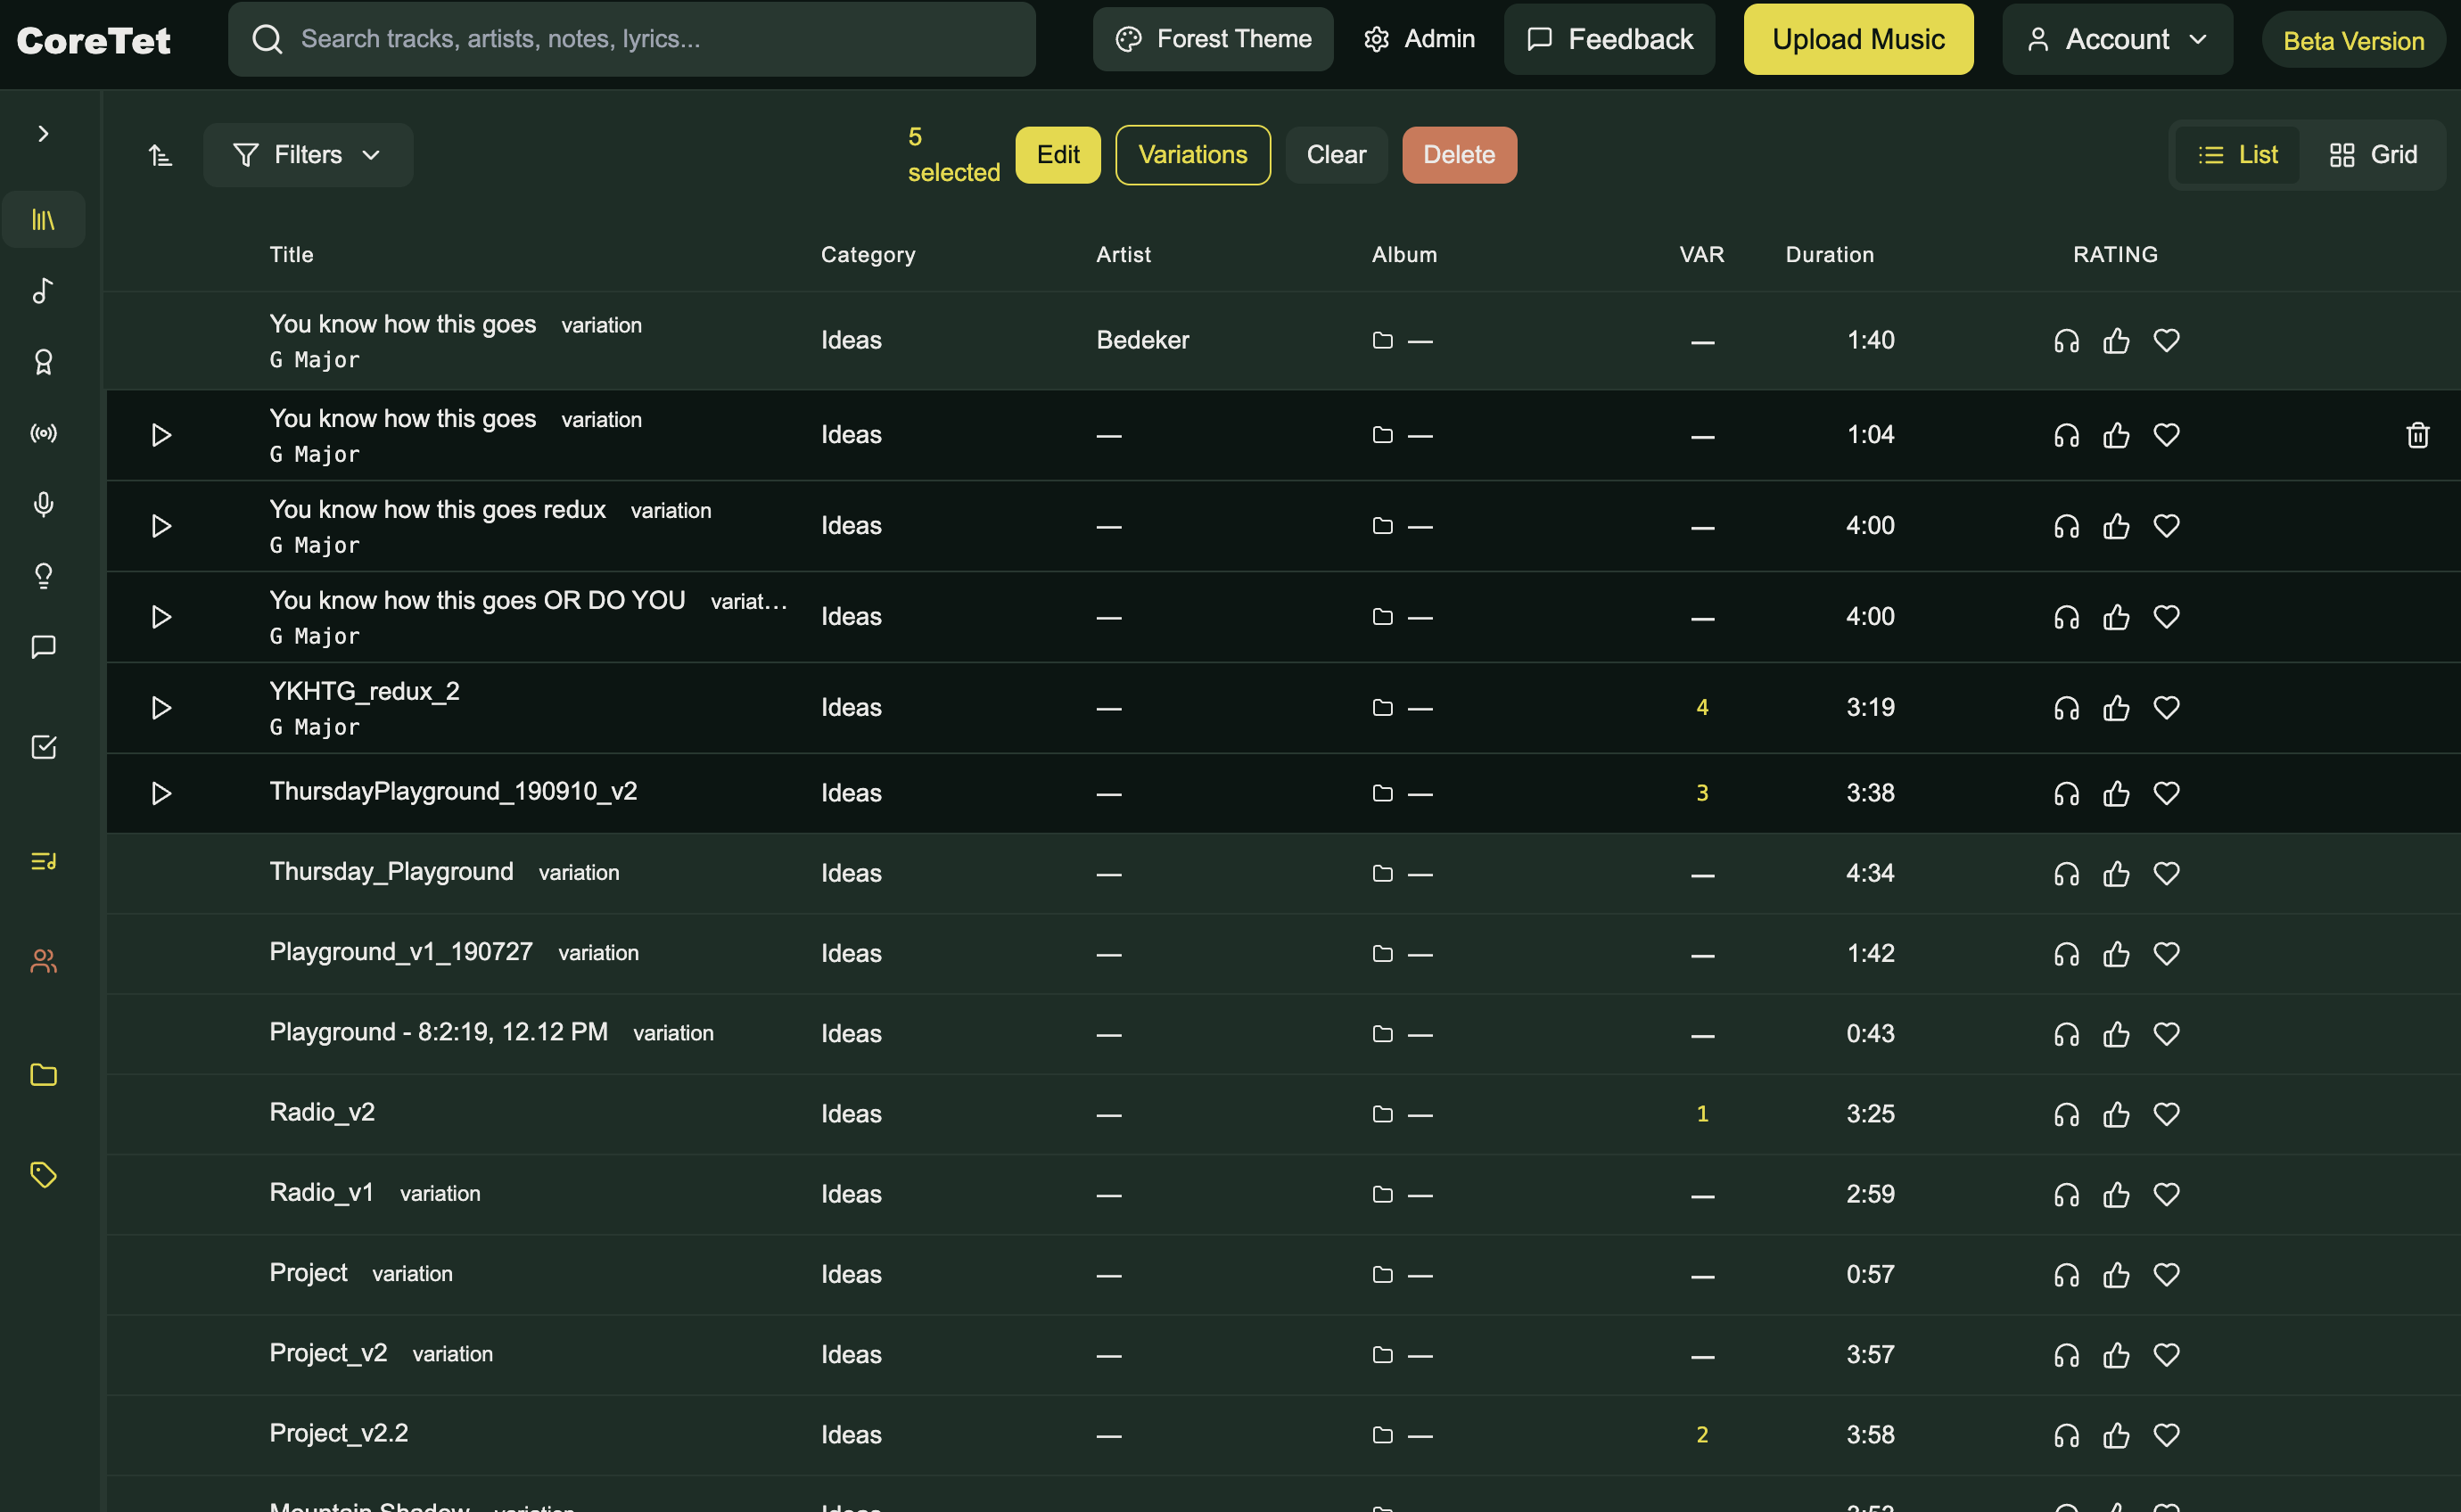 CoreTet
Search tracks, artists, notes, lyrics...
Forest Theme
Admin
Feedback
Upload Music
Account
Beta Version
Filters
5 selected
Edit
Variations
Clear
Delete
List
Grid
Title Category Artist Album VAR Duration RATING
You know how this goes variation
G Major
Ideas Bedeker — — 1:40
You know how this goes variation
G Major
Ideas — — — 1:04
You know how this goes redux variation
G Major
Ideas — — — 4:00
You know how this goes OR DO YOU variat...
G Major
Ideas — — — 4:00
YKHTG_redux_2
G Major
Ideas — — 4 3:19
ThursdayPlayground_190910_v2 Ideas — — 3 3:38
Thursday_Playground variation Ideas — — — 4:34
Playground_v1_190727 variation Ideas — — — 1:42
Playground - 8:2:19, 12.12 PM variation Ideas — — — 0:43
Radio_v2 Ideas — — 1 3:25
Radio_v1 variation Ideas — — — 2:59
Project variation Ideas — — — 0:57
Project_v2 variation Ideas — — — 3:57
Project_v2.2 Ideas — — 2 3:58
Mountain Shadow variation Ideas